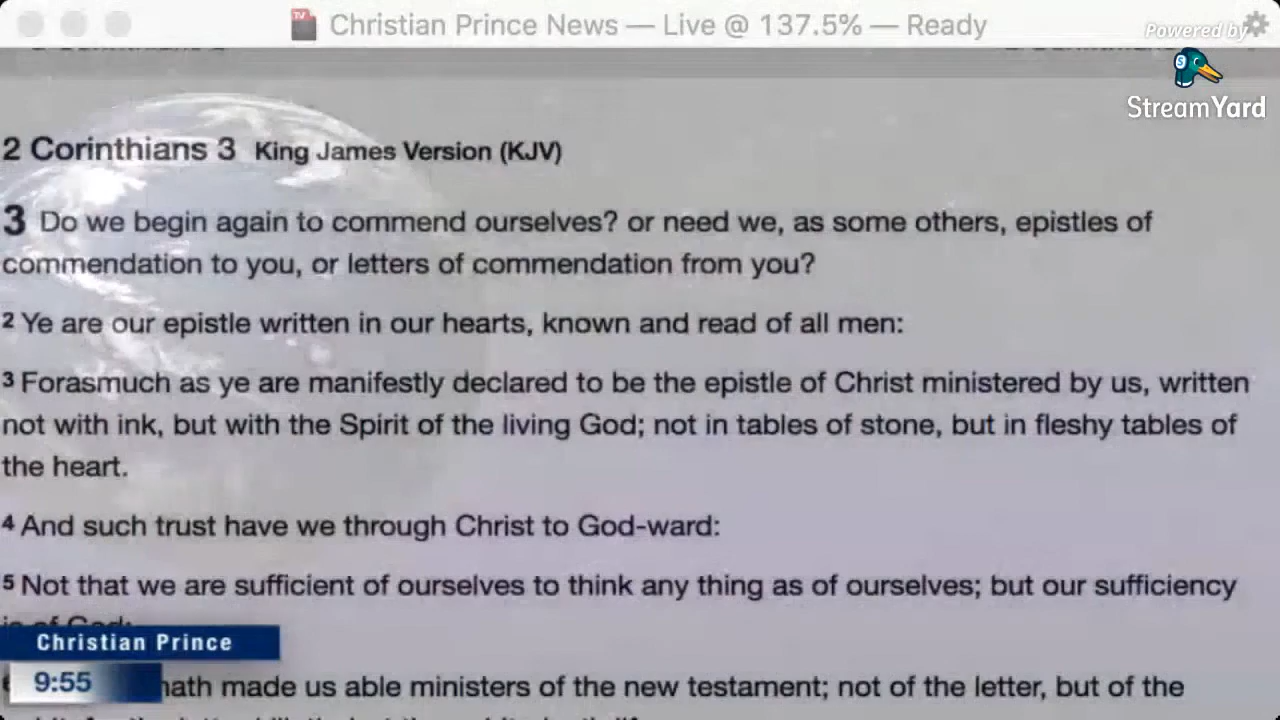 Christian Prince News — Live @ 137.5% — Ready
Powered by
StreamYard
2 Corinthians 3 King James Version (KJV)
3 Do we begin again to commend ourselves? or need we, as some others, epistles of
commendation to you, or letters of commendation from you?
2 Ye are our epistle written in our hearts, known and read of all men:
3 Forasmuch as ye are manifestly declared to be the epistle of Christ ministered by us, written
not with ink, but with the Spirit of the living God; not in tables of stone, but in fleshy tables of
the heart.
4 And such trust have we through Christ to God-ward:
5 Not that we are sufficient of ourselves to think any thing as of ourselves; but our sufficiency
is of God;
Christian Prince
9:55
hath made us able ministers of the new testament; not of the letter, but of the